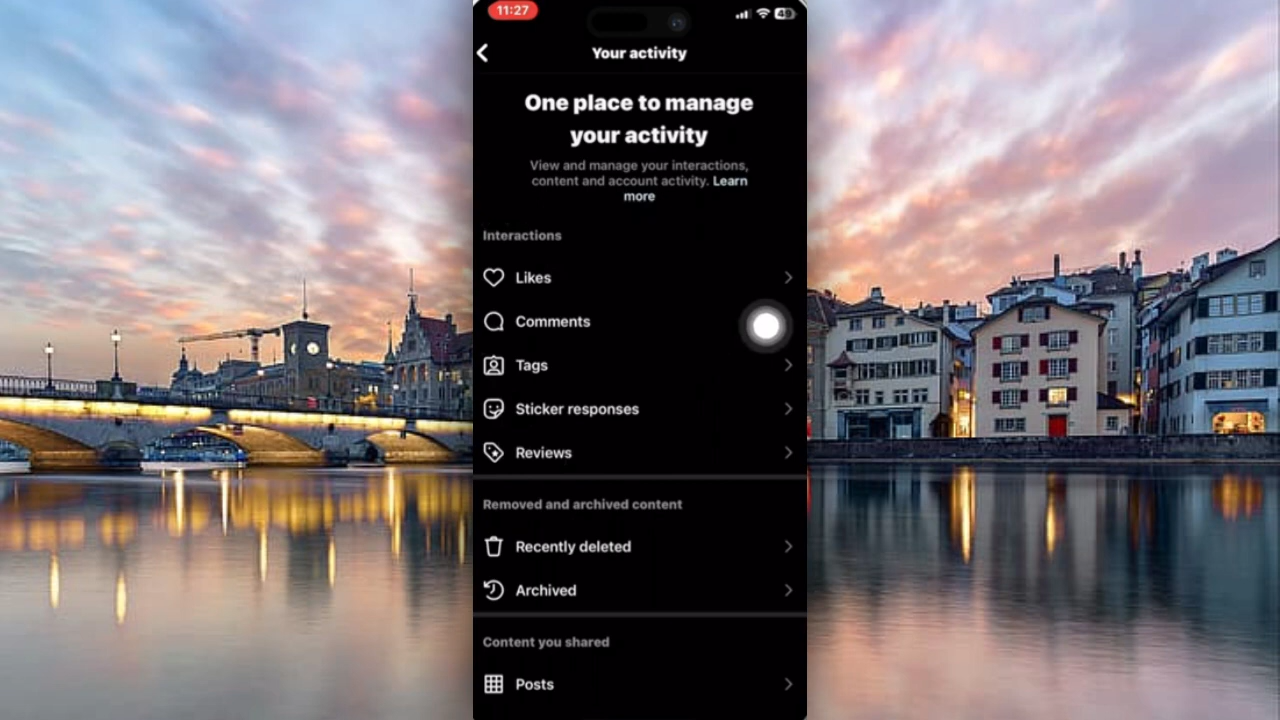 11:27
Your activity
One place to manage
your activity
View and manage your interactions,
content and account activity. Learn
more
Interactions
Likes
Comments
Tags
Sticker responses
Reviews
Removed and archived content
Recently deleted
Archived
Content you shared
Posts